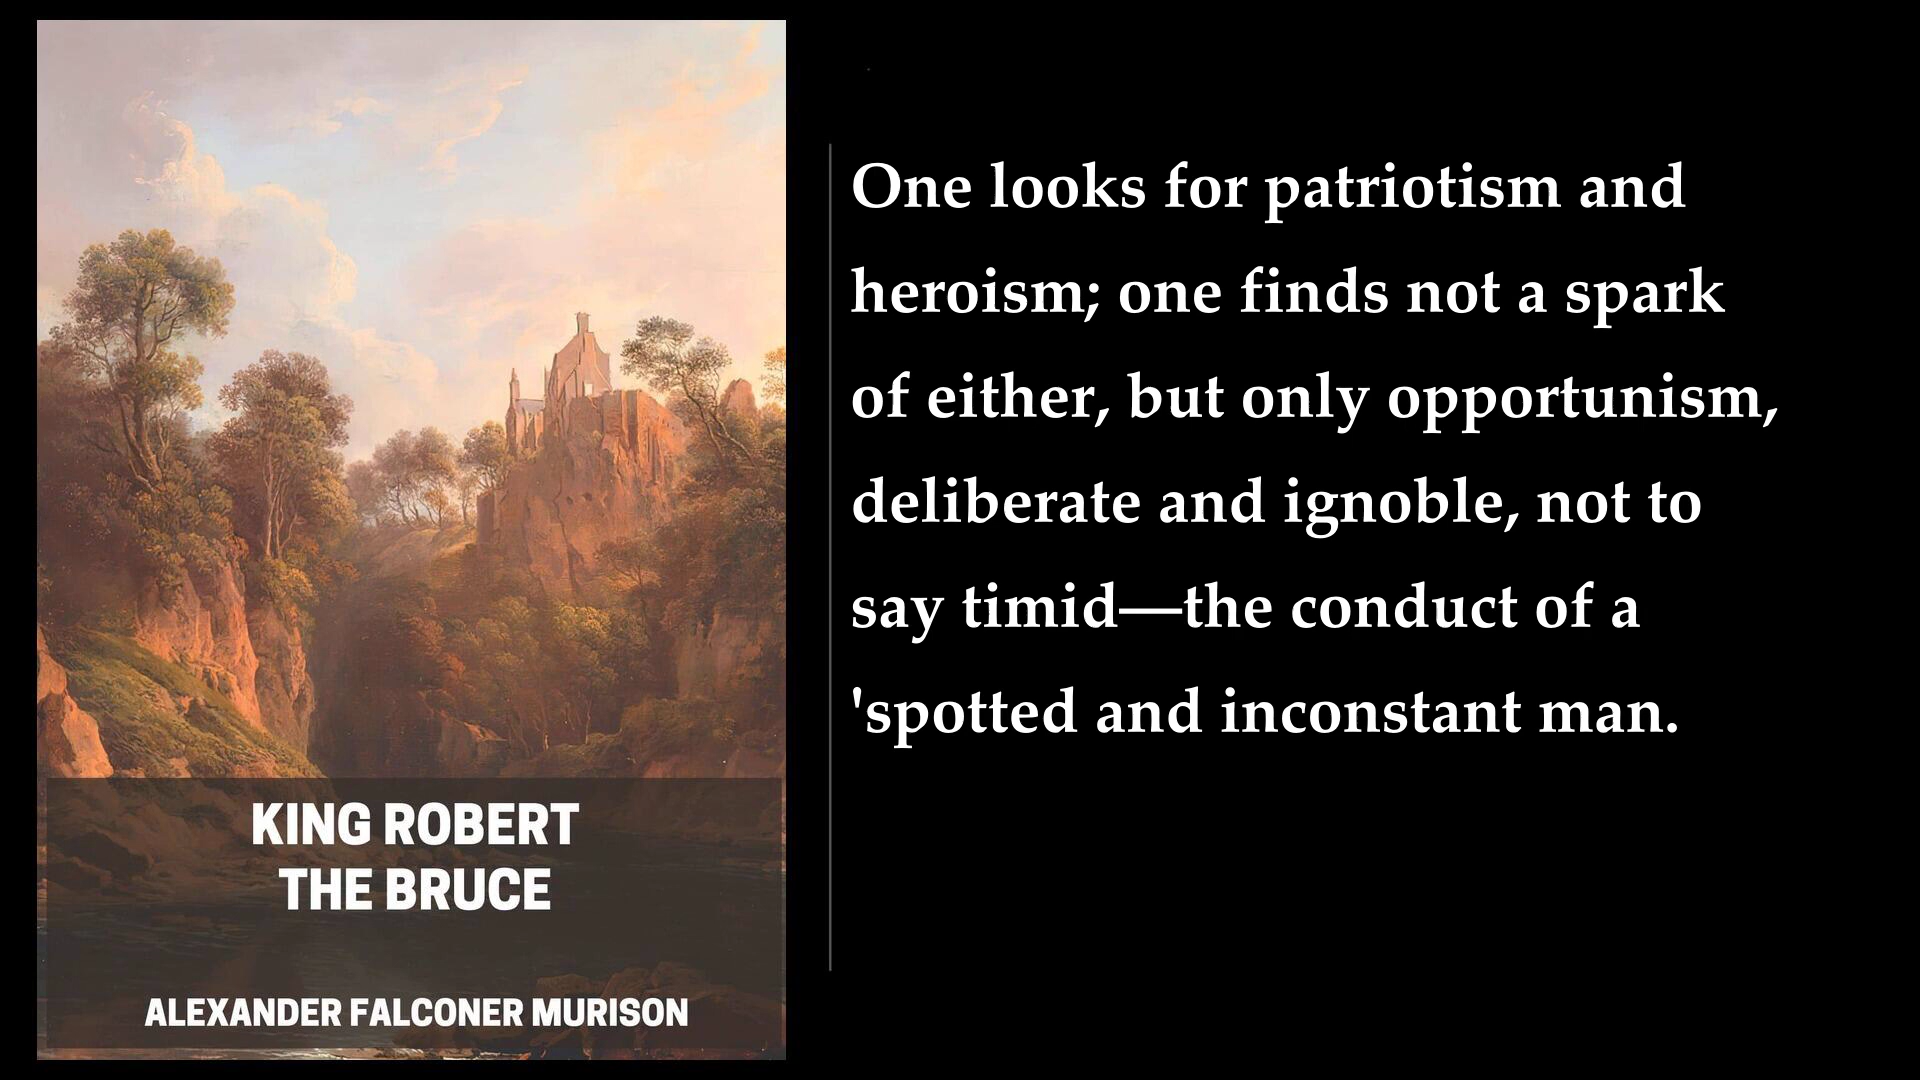 KING ROBERT
THE BRUCE
ALEXANDER FALCONER MURISON
One looks for patriotism and
heroism; one finds not a spark
of either, but only opportunism,
deliberate and ignoble, not to
say timid—the conduct of a
'spotted and inconstant man.